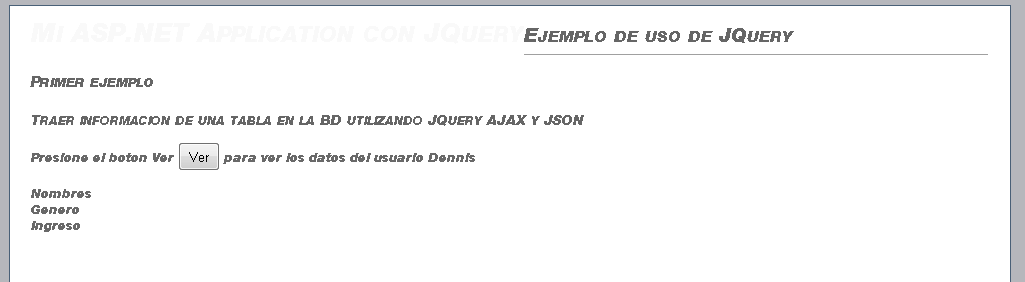 Mi ASP.NET Application con JQuery
Ejemplo de uso de JQuery
Primer ejemplo
Traer informacion de una tabla en la BD utilizando JQuery AJAX y JSON
Presione el boton Ver Ver para ver los datos del usuario Dennis
Nombres
Genero
Ingreso